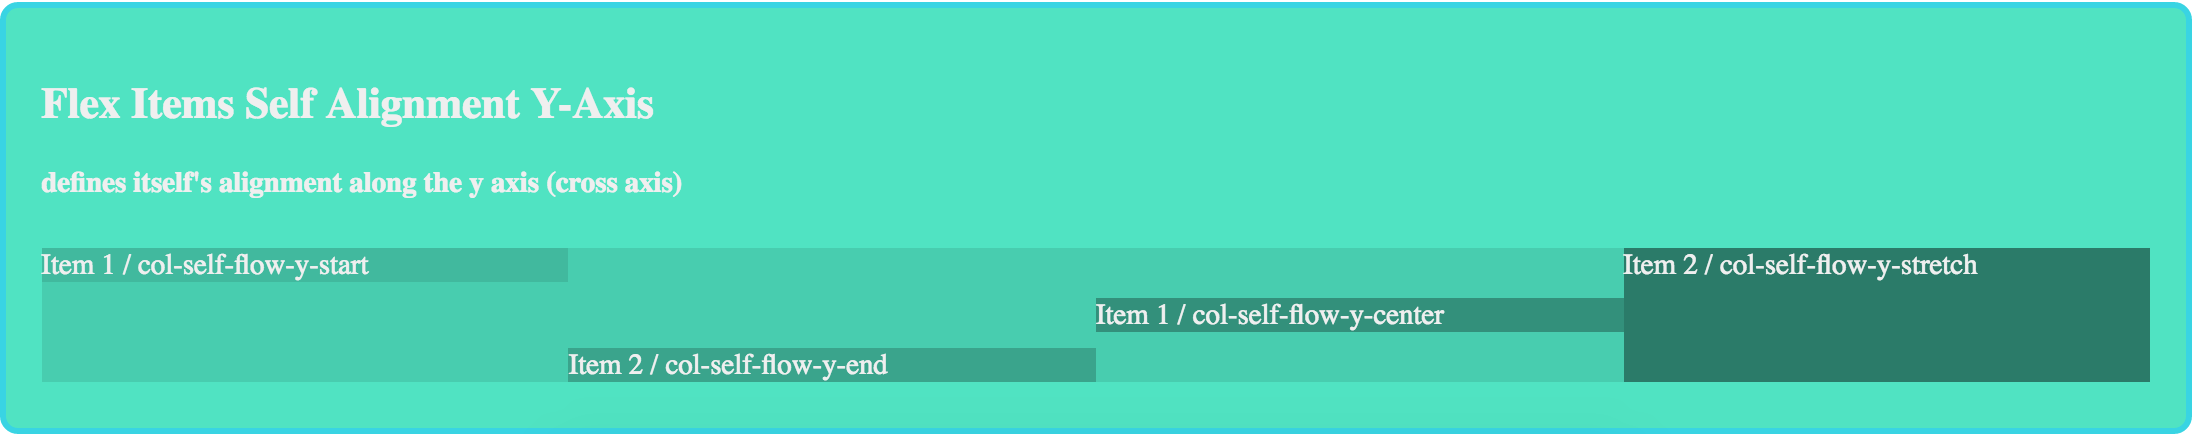 Flex Items Self Alignment Y-Axis
defines itself's alignment along the y axis (cross axis)
Item 1 / col-self-flow-y-start
Item 2 / col-self-flow-y-end
Item 1 / col-self-flow-y-center
Item 2 / col-self-flow-y-stretch